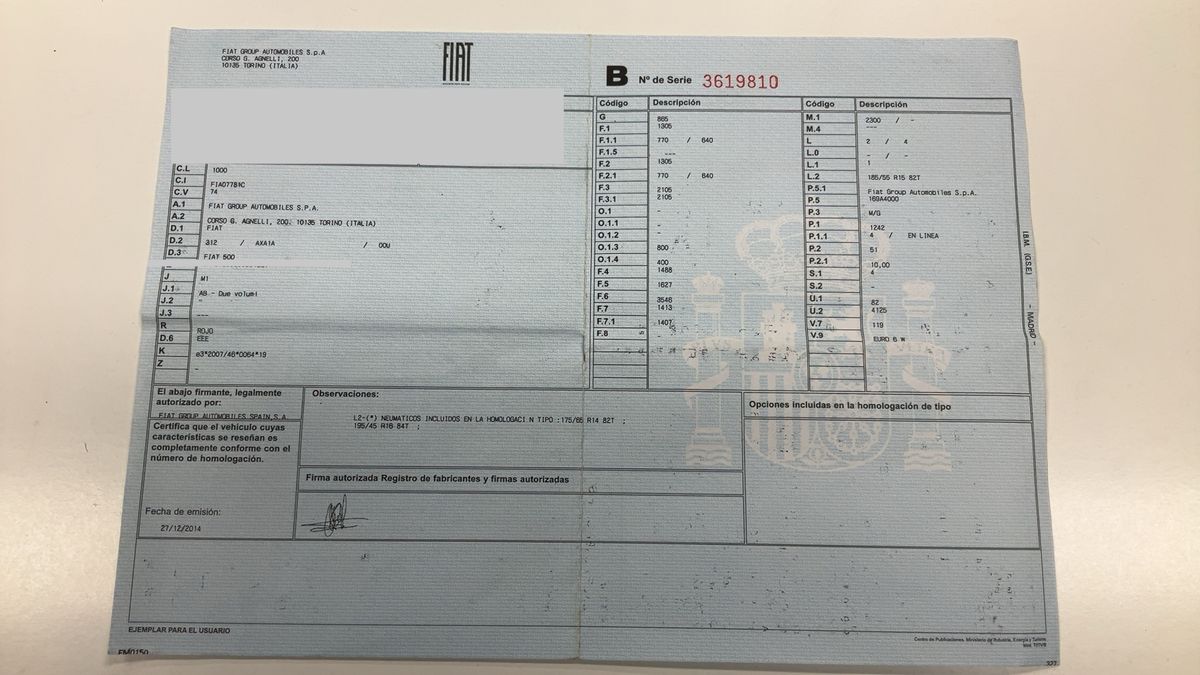 FIAT GROUP AUTOMOBILES S.p.A
CORSO G. AGNELLI, 200
10135 TORINO (ITALIA)
FIAT
B Nº de Serie 3619810
C.L 1000
C.I FIA07781C
C.V 74
A.1 FIAT GROUP AUTOMOBILES S.P.A.
A.2 CORSO G. AGNELLI, 200. 10135 TORINO (ITALIA)
D.1 FIAT
D.2 312 / AXA1A / 00U
D.3 FIAT 500
J M1
J.1 AB - Due volumi
J.2 -
J.3 ---
R ROJO
D.6 EEE
K e3*2007/46*0064*19
Z -
Código Descripción
G 865
F.1 1305
F.1.1 770 / 640
F.1.5 ---
F.2 1305
F.2.1 770 / 640
F.3 2105
F.3.1 2105
O.1 -
O.1.1 -
O.1.2 -
O.1.3 800
O.1.4 400
F.4 1488
F.5 1627
F.6 3546
F.7 1413
F.7.1 1407
F.8
Código Descripción
M.1 2300 / -
M.4 ---
L 2 / 4
L.0 - / -
L.1 1
L.2 185/55 R15 82T
P.5.1 Fiat Group Automobiles S.p.A.
P.5 169A4000
P.3 M/G
P.1 1242
P.1.1 4 / EN LINEA
P.2 51
P.2.1 10,00
S.1 4
S.2 -
U.1 82
U.2 4125
V.7 119
V.9 EURO 6 W
I.B.M. (G.S.E) - MADRID -
El abajo firmante, legalmente
autorizado por:
FIAT GROUP AUTOMOBILES SPAIN,S.A.
Certifica que el vehículo cuyas
características se reseñan es
completamente conforme con el
número de homologación.
Fecha de emisión:
27/12/2014
Observaciones:
L2-(*) NEUMATICOS INCLUIDOS EN LA HOMOLOGACI N TIPO :175/65 R14 82T ;
195/45 R16 84T ;
Firma autorizada Registro de fabricantes y firmas autorizadas
Opciones incluidas en la homologación de tipo
EJEMPLAR PARA EL USUARIO
Centro de Publicaciones. Ministerio de Industria, Energía y Turismo
EM0150
327